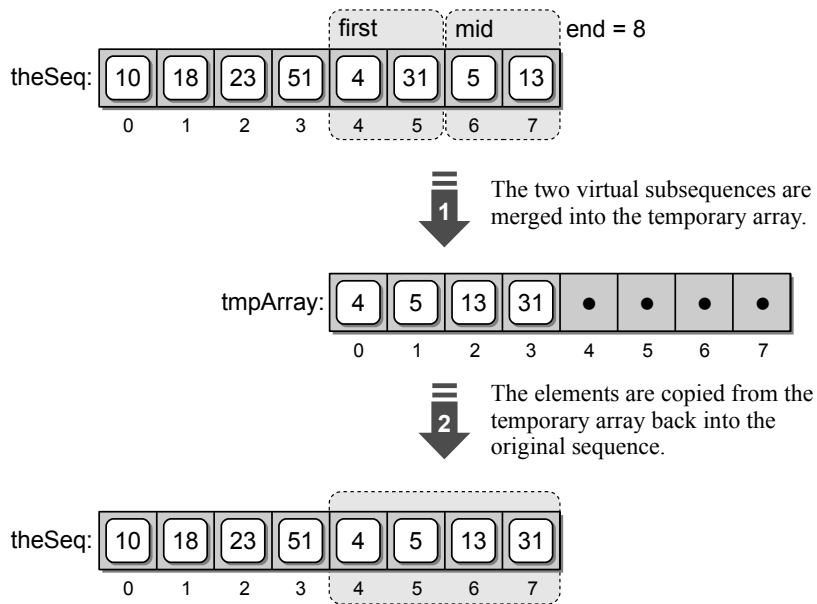 first mid end = 8
theSeq: 10 18 23 51 4 31 5 13
0 1 2 3 4 5 6 7
1 The two virtual subsequences are
merged into the temporary array.
tmpArray: 4 5 13 31 • • • •
0 1 2 3 4 5 6 7
2 The elements are copied from the
temporary array back into the
original sequence.
theSeq: 10 18 23 51 4 5 13 31
0 1 2 3 4 5 6 7